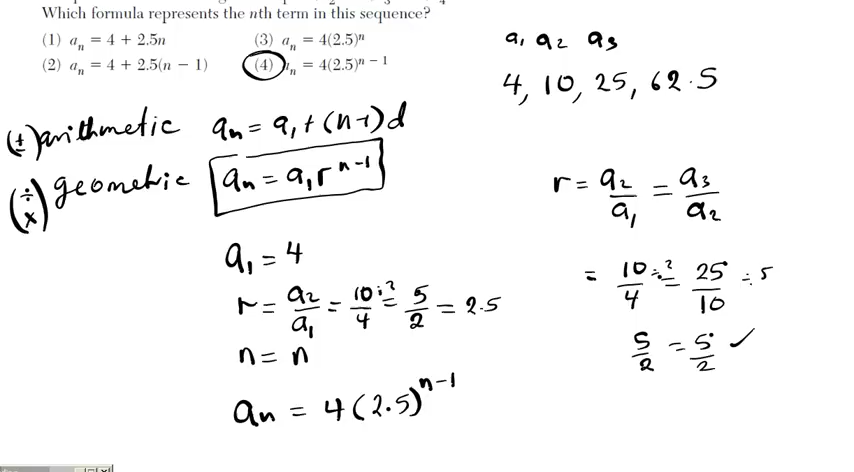 Which formula represents the nth term in this sequence?
(1) aₙ = 4 + 2.5n (3) aₙ = 4(2.5)ⁿ
(2) aₙ = 4 + 2.5(n − 1) (4) aₙ = 4(2.5)ⁿ⁻¹
a₁ a₂ a₃
4, 10, 25, 62.5
(±) arithmetic aₙ = a₁ + (n-1)d
(÷ x) geometric aₙ = a₁rⁿ⁻¹
r = a₂/a₁ = a₃/a₂
= 10/4 ÷2 = 25/10 ÷5
5/2 = 5/2 ✓
a₁ = 4
r = a₂/a₁ = 10/4 ÷2 = 5/2 = 2.5
n = n
aₙ = 4(2.5)ⁿ⁻¹